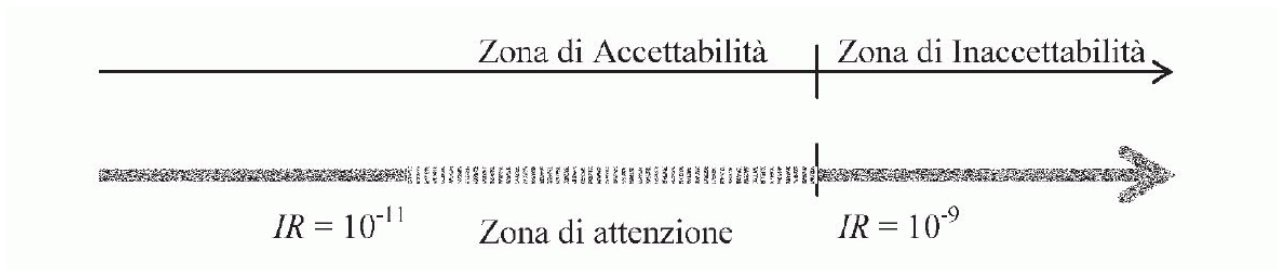 Zona di Accettabilità Zona di Inaccettabilità
IR = 10^-11 Zona di attenzione IR = 10^-9